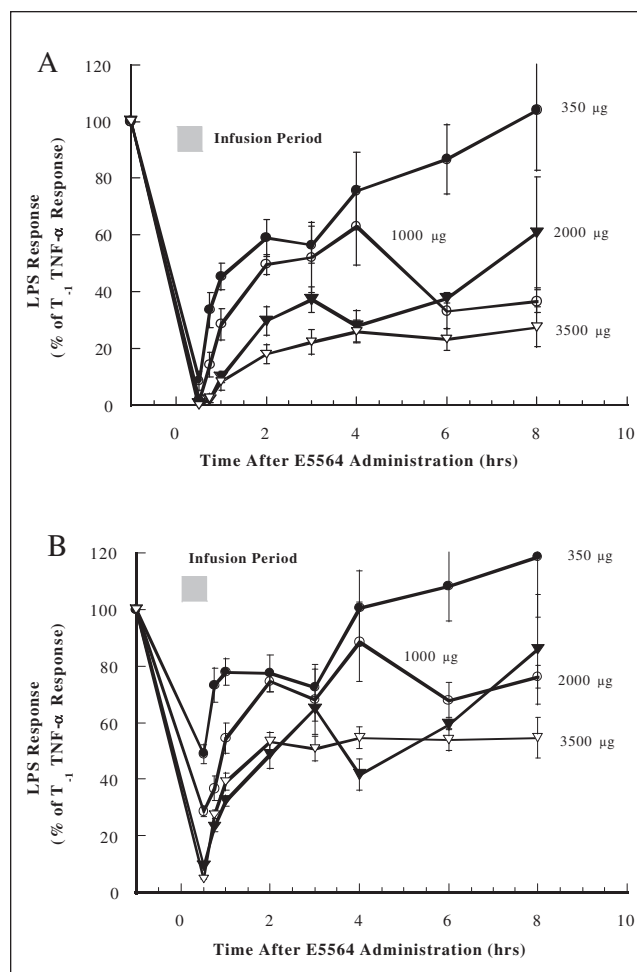 A
120
100
80
60
40
20
0
LPS Response
(% of T -1 TNF-α Response)
Infusion Period
350 µg
1000 µg
2000 µg
3500 µg
0 2 4 6 8 10
Time After E5564 Administration (hrs)
B
120
100
80
60
40
20
0
LPS Response
(% of T -1 TNF-α Response)
Infusion Period
350 µg
1000 µg
2000 µg
3500 µg
0 2 4 6 8 10
Time After E5564 Administration (hrs)